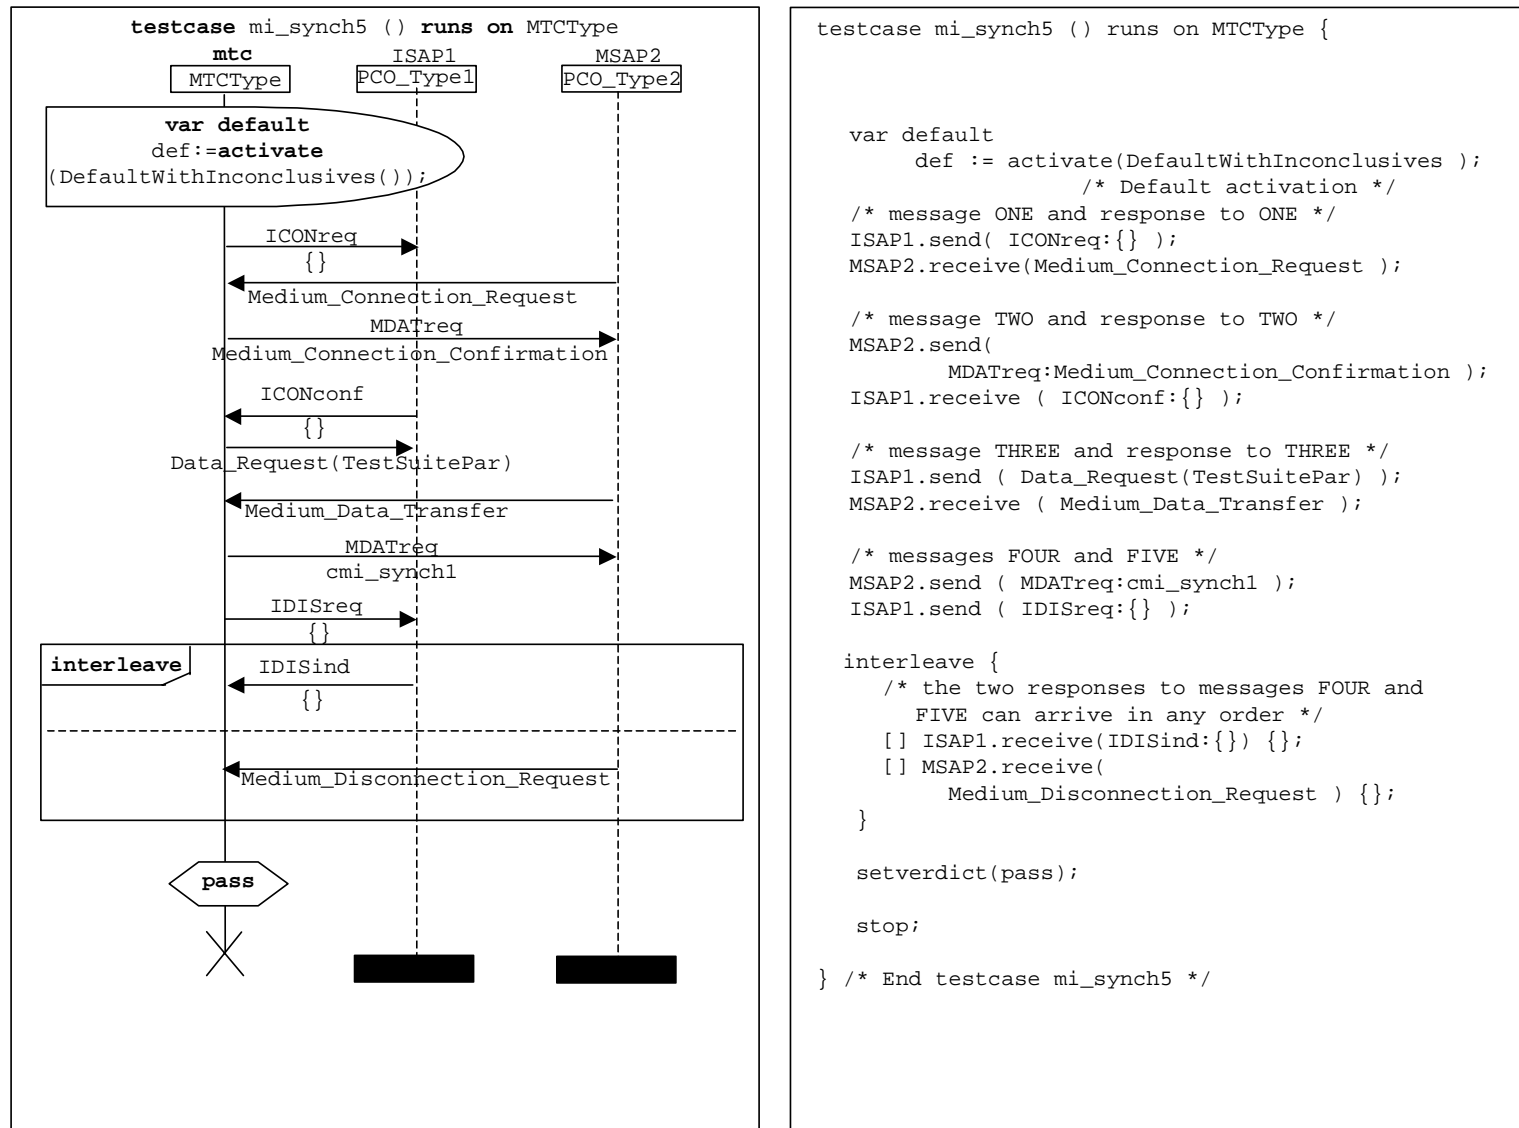 testcase mi_synch5 () runs on MTCType
mtc ISAP1 MSAP2
MTCType PCO_Type1 PCO_Type2
var default
def:=activate
(DefaultWithInconclusives());
ICONreq
{}
Medium_Connection_Request
MDATreq
Medium_Connection_Confirmation
ICONconf
{}
Data_Request(TestSuitePar)
Medium_Data_Transfer
MDATreq
cmi_synch1
IDISreq
{}
interleave IDISind
{}
Medium_Disconnection_Request
pass
testcase mi_synch5 () runs on MTCType {
var default
def := activate(DefaultWithInconclusives );
/* Default activation */
/* message ONE and response to ONE */
ISAP1.send( ICONreq:{} );
MSAP2.receive(Medium_Connection_Request );
/* message TWO and response to TWO */
MSAP2.send(
MDATreq:Medium_Connection_Confirmation );
ISAP1.receive ( ICONconf:{} );
/* message THREE and response to THREE */
ISAP1.send ( Data_Request(TestSuitePar) );
MSAP2.receive ( Medium_Data_Transfer );
/* messages FOUR and FIVE */
MSAP2.send ( MDATreq:cmi_synch1 );
ISAP1.send ( IDISreq:{} );
interleave {
/* the two responses to messages FOUR and
FIVE can arrive in any order */
[] ISAP1.receive(IDISind:{}) {};
[] MSAP2.receive(
Medium_Disconnection_Request ) {};
}
setverdict(pass);
stop;
} /* End testcase mi_synch5 */